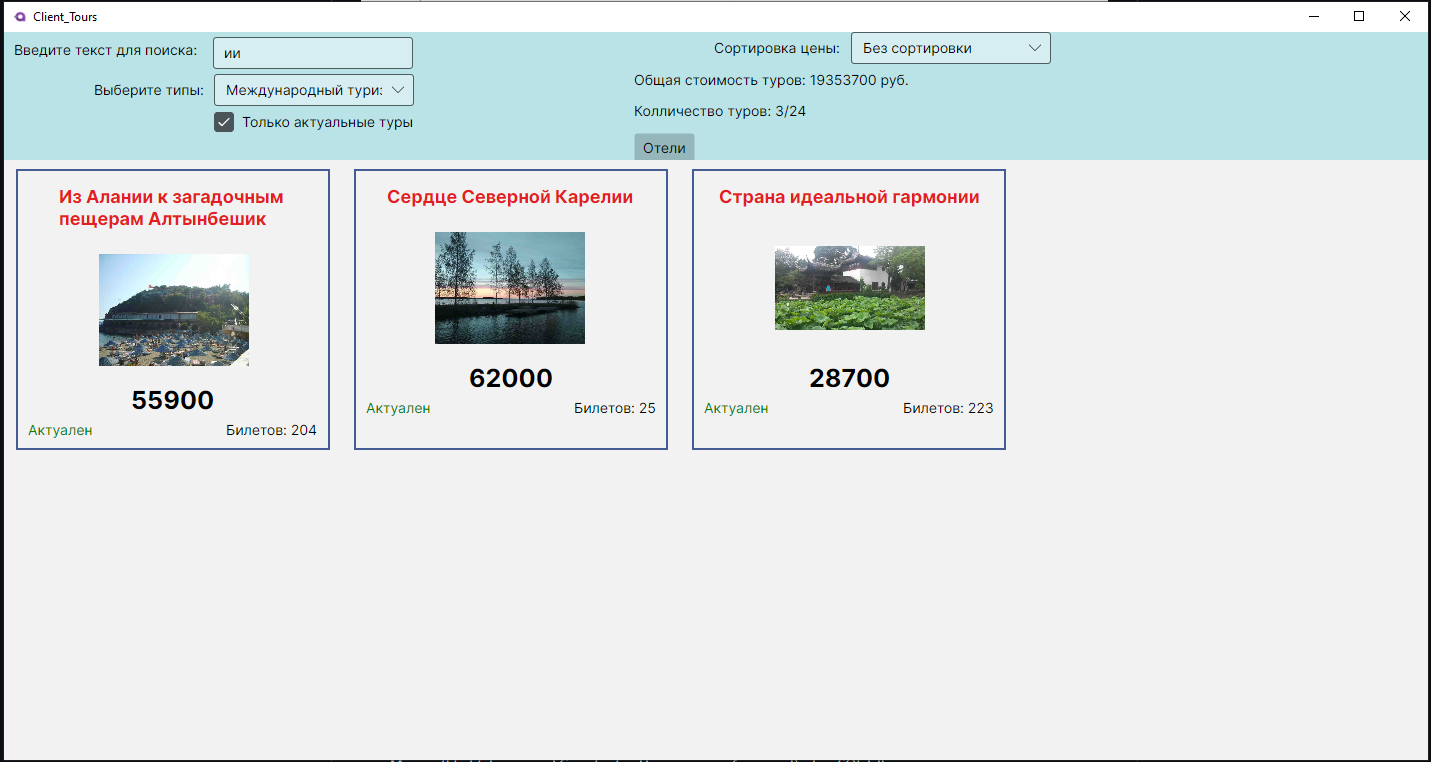 Client_Tours
Введите текст для поиска: ии
Сортировка цены: Без сортировки
Выберите типы: Международный тури:
Общая стоимость туров: 19353700 руб.
Только актуальные туры
Колличество туров: 3/24
Отели
Из Алании к загадочным
пещерам Алтынбешик
55900
Актуален
Билетов: 204
Сердце Северной Карелии
62000
Актуален
Билетов: 25
Страна идеальной гармонии
28700
Актуален
Билетов: 223